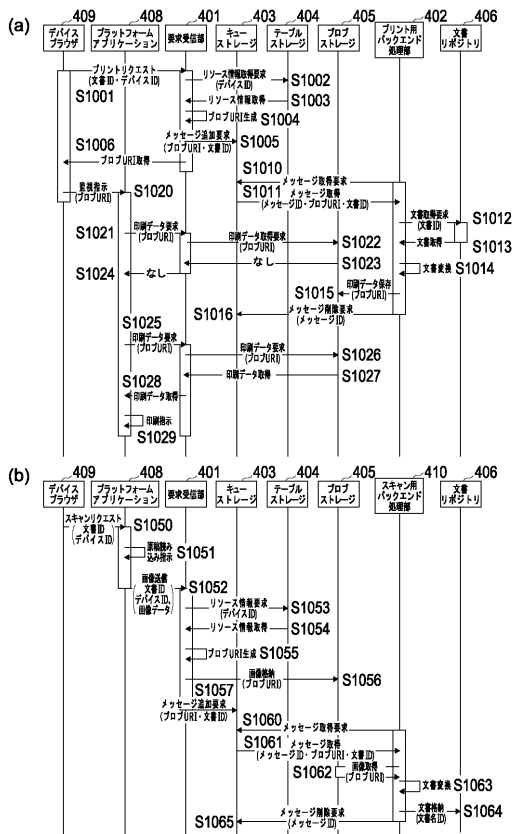 (a)
409
408
401
403
404
405
402
406
デバイス
ブラウザ
プラットフォーム
アプリケーション
要求受信部
キュー
ストレージ
テーブル
ストレージ
ブロブ
ストレージ
プリント用
バックエンド
処理部
文書
リポジトリ
プリントリクエスト
(文書ID・デバイスID)
S1001
リソース情報取得要求
(デバイスID)
S1002
リソース情報取得
S1003
ブロブURI生成
S1004
メッセージ追加要求
(ブロブURI・文書ID)
S1005
S1006
ブロブURI取得
S1010
メッセージ取得要求
S1011
メッセージ取得
(メッセージID・ブロブURI・文書ID)
監視指示
(ブロブURI)
S1020
文書取得要求
(文書ID)
S1012
文書取得
S1013
S1021
印刷データ要求
(ブロブURI)
印刷データ取得要求
(ブロブURI)
S1022
なし
S1023
S1024
なし
文書変換
S1014
S1015
印刷データ保存
(ブロブURI)
S1016
メッセージ削除要求
(メッセージID)
S1025
印刷データ要求
(ブロブURI)
印刷データ要求
(ブロブURI)
S1026
S1028
印刷データ取得
S1027
印刷データ取得
印刷指示
S1029
(b)
409
408
401
403
404
405
410
406
デバイス
ブラウザ
プラットフォーム
アプリケーション
要求受信部
キュー
ストレージ
テーブル
ストレージ
ブロブ
ストレージ
スキャン用
バックエンド
処理部
文書
リポジトリ
スキャンリクエスト
(文書ID
デバイスID)
S1050
原稿読み
込み指示
S1051
画像送信
(文書ID
デバイスID、
画像データ)
S1052
リソース情報要求
(デバイスID)
S1053
リソース情報取得
S1054
ブロブURI生成
S1055
画像格納
(ブロブURI)
S1056
S1057
メッセージ追加要求
(ブロブURI・文書ID)
S1060
メッセージ取得要求
S1061
メッセージ取得
(メッセージID・ブロブURI・文書ID)
S1062
画像取得
(ブロブURI)
文書変換
S1063
文書格納
(文書名ID)
S1064
S1065
メッセージ削除要求
(メッセージID)